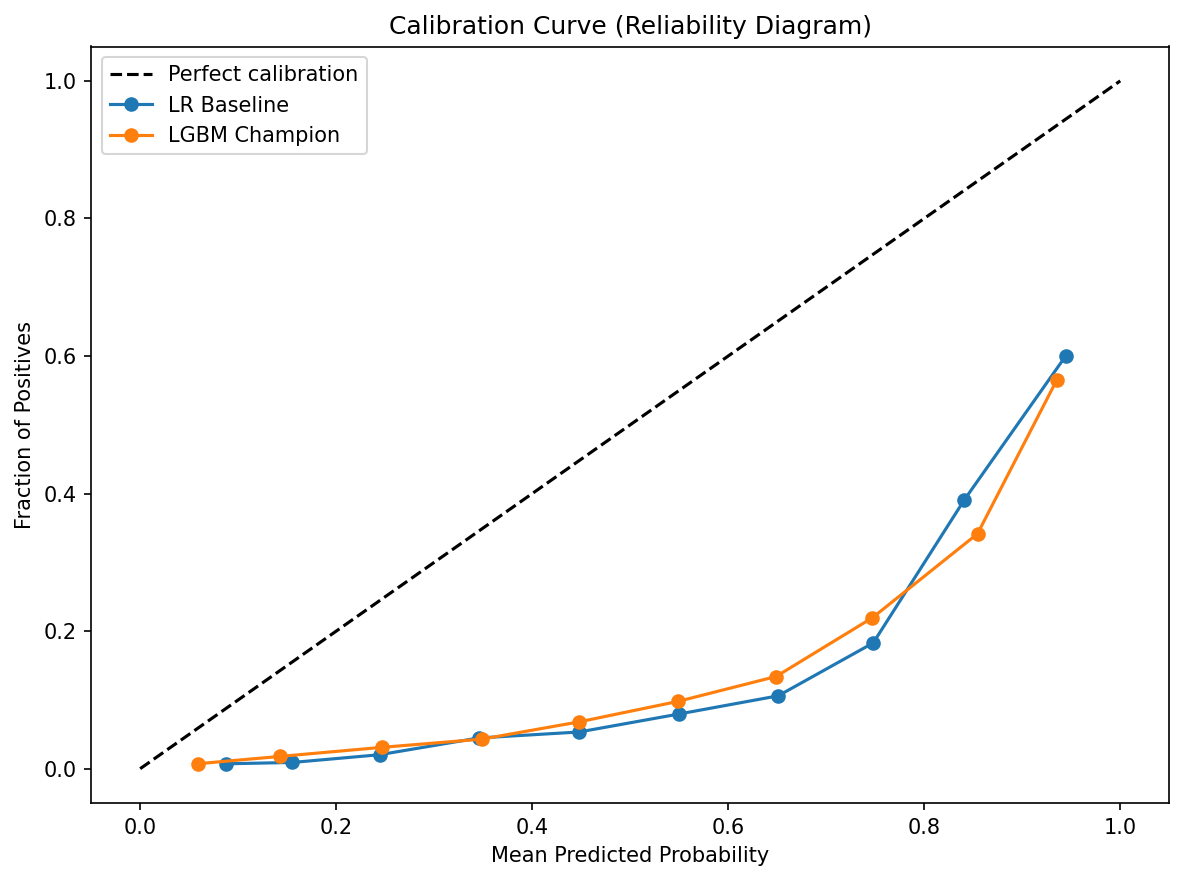 Calibration Curve (Reliability Diagram)
Perfect calibration
LR Baseline
LGBM Champion
Fraction of Positives
1.0
0.8
0.6
0.4
0.2
0.0
0.0 0.2 0.4 0.6 0.8 1.0
Mean Predicted Probability